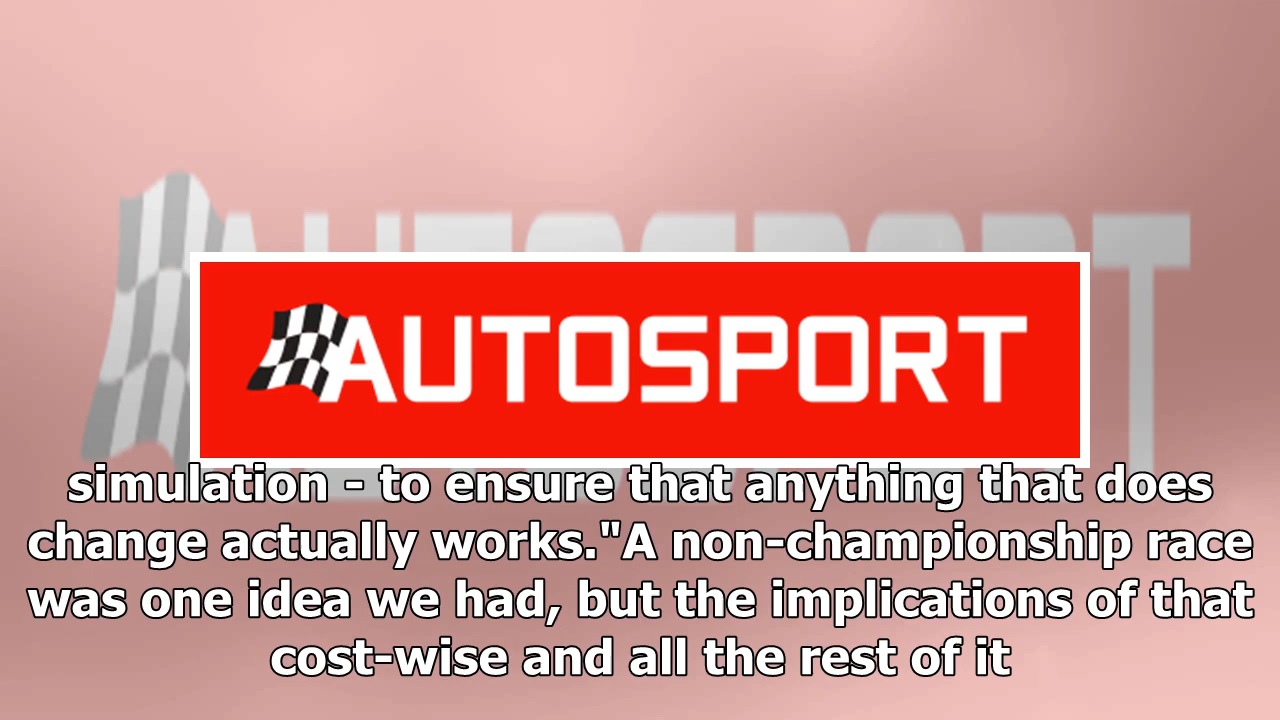 AUTOSPORT
AUTOSPORT
simulation - to ensure that anything that does
change actually works."A non-championship race
was one idea we had, but the implications of that
cost-wise and all the rest of it